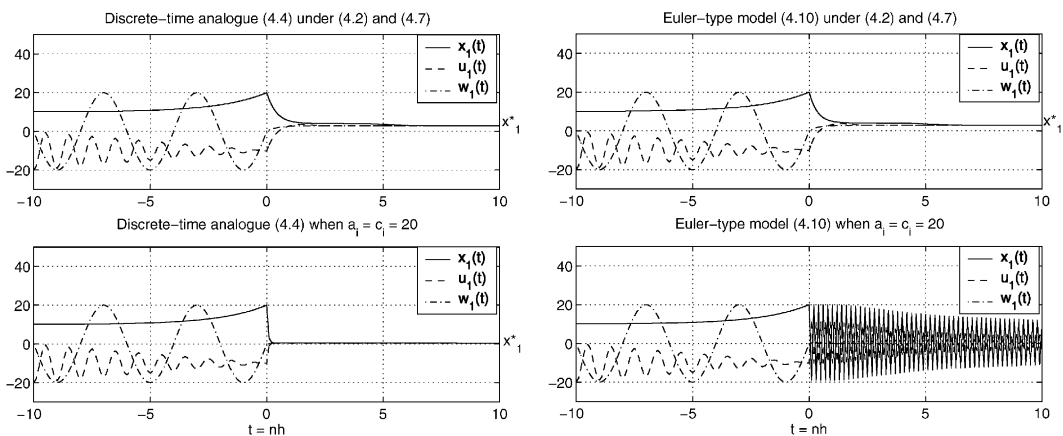 Discrete−time analogue (4.4) under (4.2) and (4.7)
40
20
0
−20
−10
−5
0
5
10
x1(t)
u1(t)
w1(t)
x*1
Euler−type model (4.10) under (4.2) and (4.7)
40
20
0
−20
−10
−5
0
5
10
x1(t)
u1(t)
w1(t)
x*1
Discrete−time analogue (4.4) when ai = ci = 20
40
20
0
−20
−10
−5
0
5
10
x1(t)
u1(t)
w1(t)
x*1
t = nh
Euler−type model (4.10) when ai = ci = 20
40
20
0
−20
−10
−5
0
5
10
x1(t)
u1(t)
w1(t)
t = nh